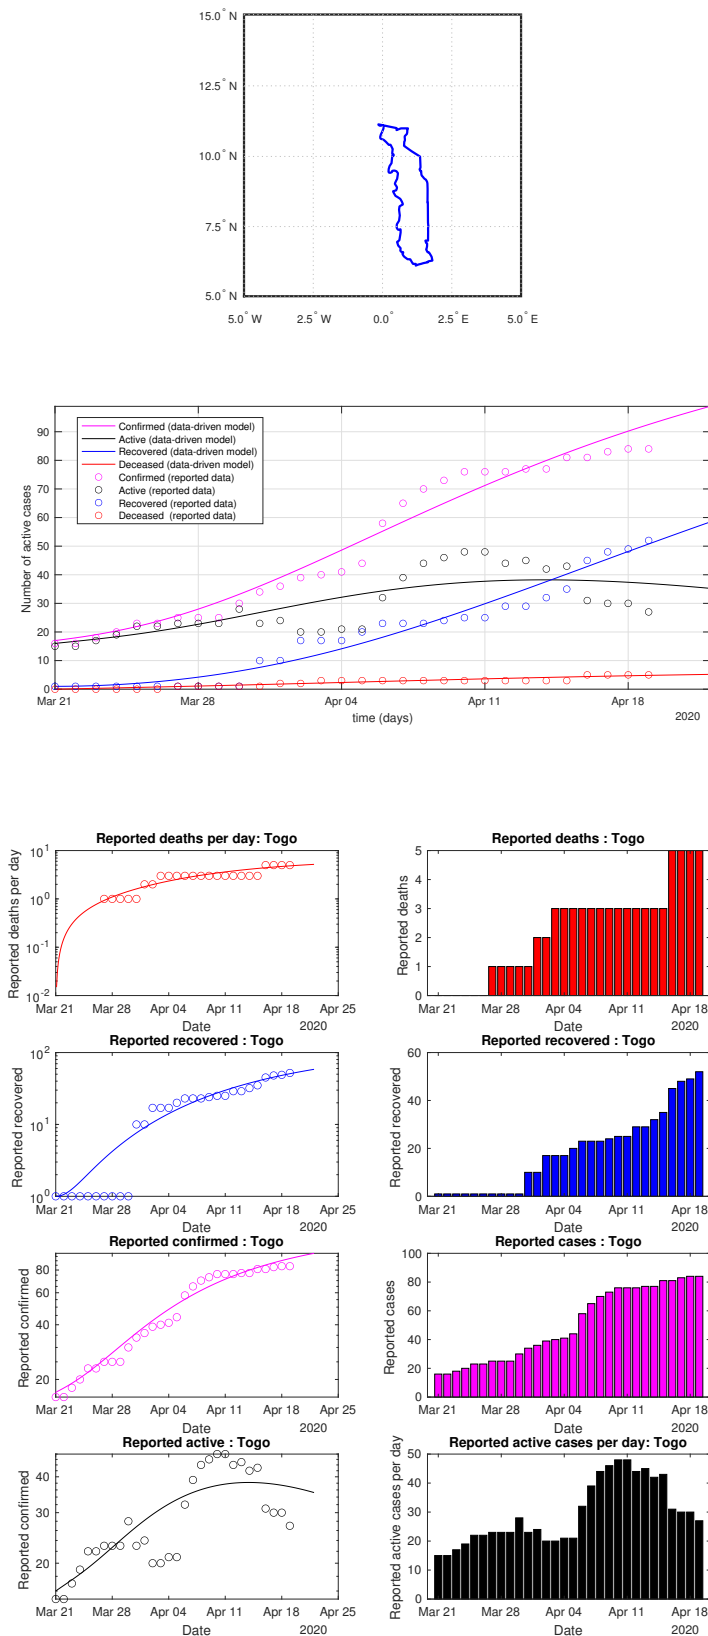 15.0° N
12.5° N
10.0° N
7.5° N
5.0° N
5.0° W 2.5° W 0.0° 2.5° E 5.0° E
Confirmed (data-driven model)
Active (data-driven model)
Recovered (data-driven model)
Deceased (data-driven model)
Confirmed (reported data)
Active (reported data)
Recovered (reported data)
Deceased (reported data)
Number of active cases
90
80
70
60
50
40
30
20
10
0
Mar 21 Mar 28 Apr 04 Apr 11 Apr 18
time (days)
2020
Reported deaths per day: Togo
Reported deaths per day
10^1
10^0
10^-1
10^-2
Mar 21 Mar 28 Apr 04 Apr 11 Apr 18 Apr 25
Date
2020
Reported deaths : Togo
Reported deaths
5
4
3
2
1
0
Mar 21 Mar 28 Apr 04 Apr 11 Apr 18
Date
2020
Reported recovered : Togo
Reported recovered
10^2
10^1
10^0
Mar 21 Mar 28 Apr 04 Apr 11 Apr 18 Apr 25
Date
2020
Reported recovered : Togo
Reported recovered
60
40
20
0
Mar 21 Mar 28 Apr 04 Apr 11 Apr 18
Date
2020
Reported confirmed : Togo
Reported confirmed
80
60
40
20
Mar 21 Mar 28 Apr 04 Apr 11 Apr 18 Apr 25
Date
2020
Reported cases : Togo
Reported cases
100
80
60
40
20
0
Mar 21 Mar 28 Apr 04 Apr 11 Apr 18
Date
2020
Reported active : Togo
Reported confirmed
40
30
20
Mar 21 Mar 28 Apr 04 Apr 11 Apr 18 Apr 25
Date
2020
Reported active cases per day: Togo
Reported active cases per day
50
40
30
20
10
0
Mar 21 Mar 28 Apr 04 Apr 11 Apr 18
Date
2020